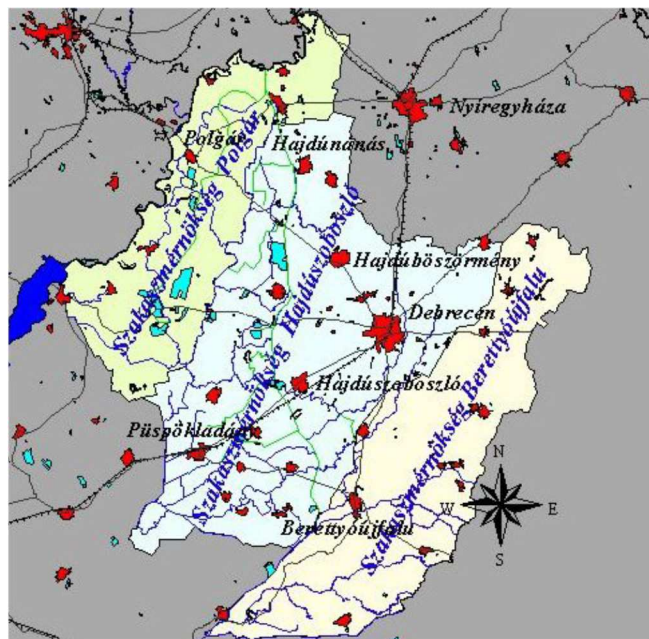 Nyíregyháza
Polgár
Hajdúnánás
Szakaszmérnökség Polgár
Hajdúböszörmény
Debrecen
Szakaszmérnökség Hajdúszoboszló
Hajdúszoboszló
Szakaszmérnökség Berettyóújfalu
Püspökladány
Berettyóújfalu
N
W
E
S